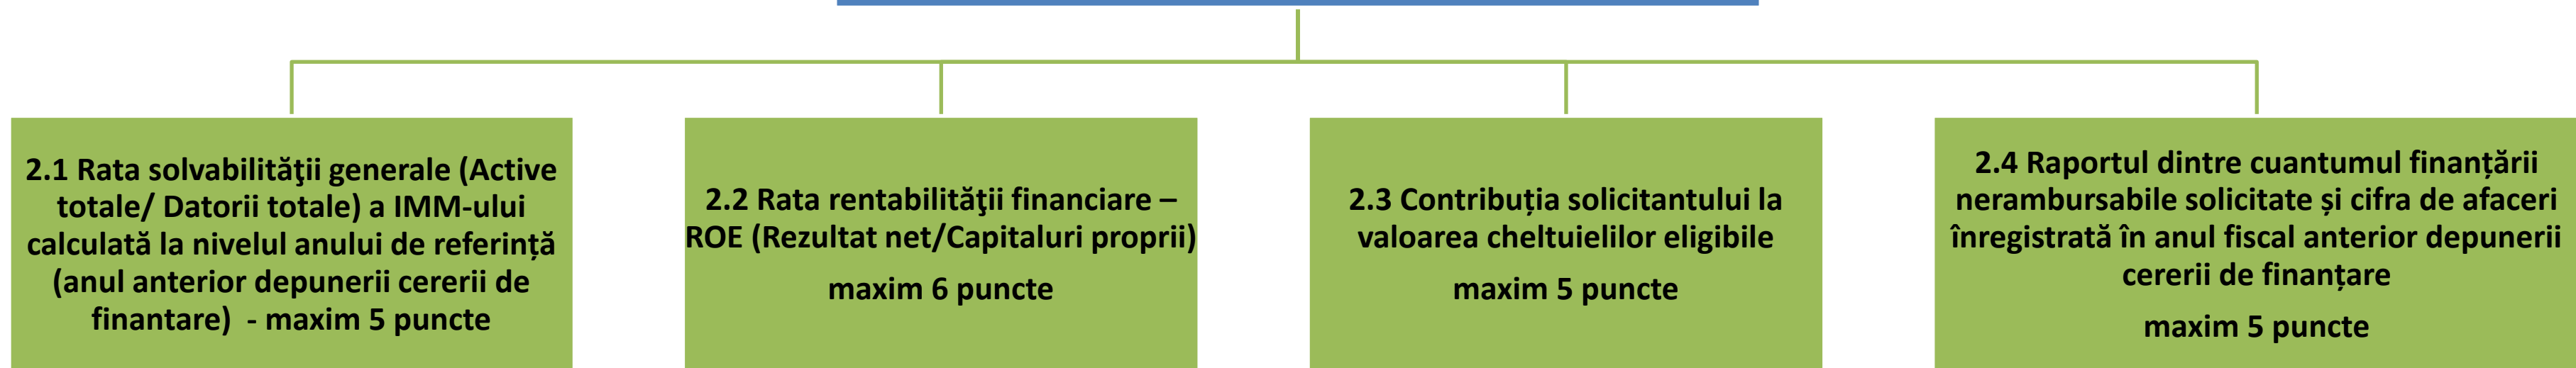 2.1 Rata solvabilităţii generale (Active
totale/ Datorii totale) a IMM-ului
calculată la nivelul anului de referință
(anul anterior depunerii cererii de
finantare)  - maxim 5 puncte
2.2 Rata rentabilităţii financiare –
ROE (Rezultat net/Capitaluri proprii)
maxim 6 puncte
2.3 Contribuția solicitantului la
valoarea cheltuielilor eligibile
maxim 5 puncte
2.4 Raportul dintre cuantumul finanțării
nerambursabile solicitate și cifra de afaceri
înregistrată în anul fiscal anterior depunerii
cererii de finanțare
maxim 5 puncte